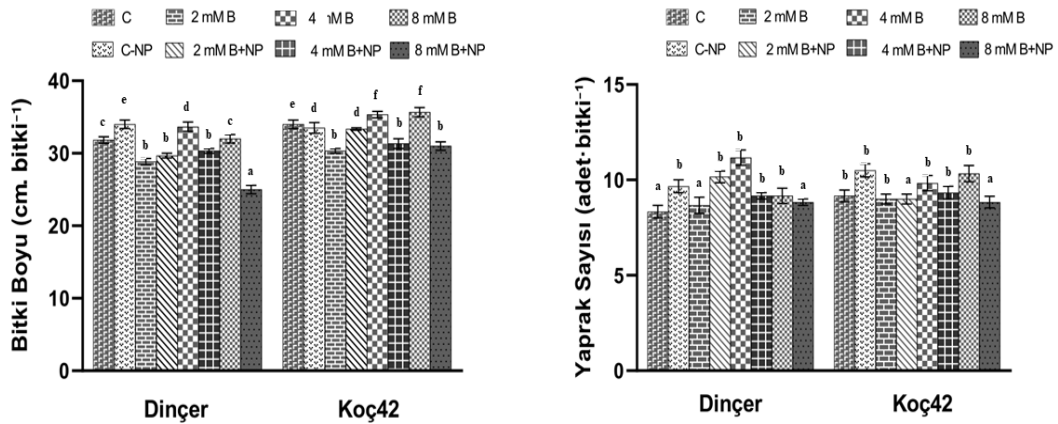 C 2 mM B 4 mM B 8 mM B
C-NP 2 mM B+NP 4 mM B+NP 8 mM B+NP
Bitki Boyu (cm. bitki⁻¹)
40
30
20
10
0
c e b b d b c a
e d b d f b f b
Dinçer Koç42
C 2 mM B 4 mM B 8 mM B
C-NP 2 mM B+NP 4 mM B+NP 8 mM B+NP
Yaprak Sayısı (adet·bitki⁻¹)
15
10
5
0
a b a b b b b a
b b b a b b b a
Dinçer Koç42